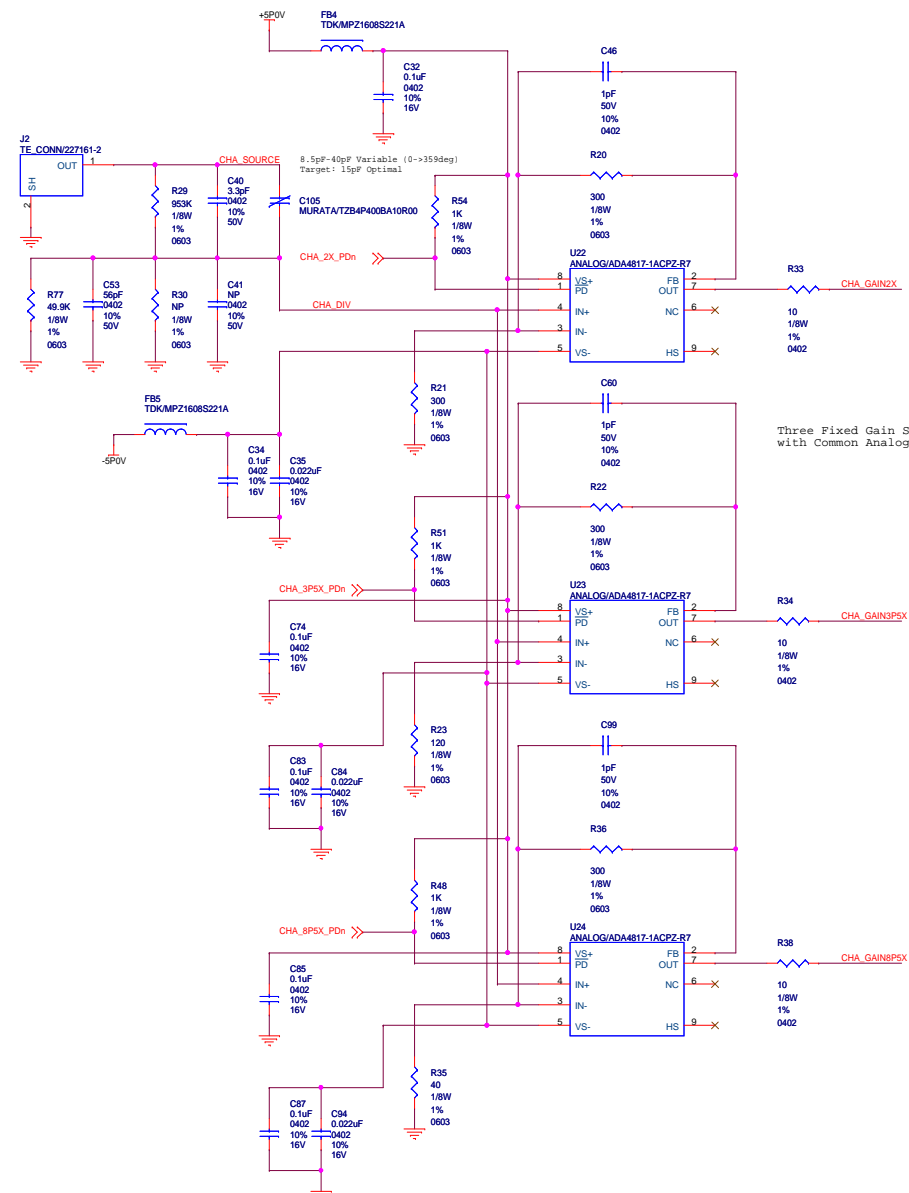 +5P0V
FB4
TDK/MPZ1608S221A
C32
0.1uF
0402
10%
16V
C46
1pF
50V
10%
0402
J2
TE_CONN/227161-2
OUT
1
SH
2
CHA_SOURCE
8.5pF-40pF Variable (0->359deg)
Target: 15pF Optimal
R29
953K
1/8W
1%
0603
C40
3.3pF
0402
10%
50V
C105
MURATA/TZB4P400BA10R00
R54
1K
1/8W
1%
0603
R20
300
1/8W
1%
0603
CHA_2X_PDn
U22
ANALOG/ADA4817-1ACPZ-R7
8 VS+ FB 2
1 PD OUT 7
4 IN+ NC 6
3 IN-
5 VS- HS 9
R33
10
1/8W
1%
0402
CHA_GAIN2X
R77
49.9K
1/8W
1%
0603
C53
56pF
0402
10%
50V
R30
NP
1/8W
1%
0603
C41
NP
0402
10%
50V
CHA_DIV
R21
300
1/8W
1%
0603
FB5
TDK/MPZ1608S221A
-5P0V
C34
0.1uF
0402
10%
16V
C35
0.022uF
0402
10%
16V
C60
1pF
50V
10%
0402
Three Fixed Gain S
with Common Analog
R22
300
1/8W
1%
0603
R51
1K
1/8W
1%
0603
CHA_3P5X_PDn
U23
ANALOG/ADA4817-1ACPZ-R7
8 VS+ FB 2
1 PD OUT 7
4 IN+ NC 6
3 IN-
5 VS- HS 9
R34
10
1/8W
1%
0402
CHA_GAIN3P5X
C74
0.1uF
0402
10%
16V
R23
120
1/8W
1%
0603
C83
0.1uF
0402
10%
16V
C84
0.022uF
0402
10%
16V
C99
1pF
50V
10%
0402
R36
300
1/8W
1%
0603
R48
1K
1/8W
1%
0603
CHA_8P5X_PDn
U24
ANALOG/ADA4817-1ACPZ-R7
8 VS+ FB 2
1 PD OUT 7
4 IN+ NC 6
3 IN-
5 VS- HS 9
R38
10
1/8W
1%
0402
CHA_GAIN8P5X
C85
0.1uF
0402
10%
16V
R35
40
1/8W
1%
0603
C87
0.1uF
0402
10%
16V
C94
0.022uF
0402
10%
16V